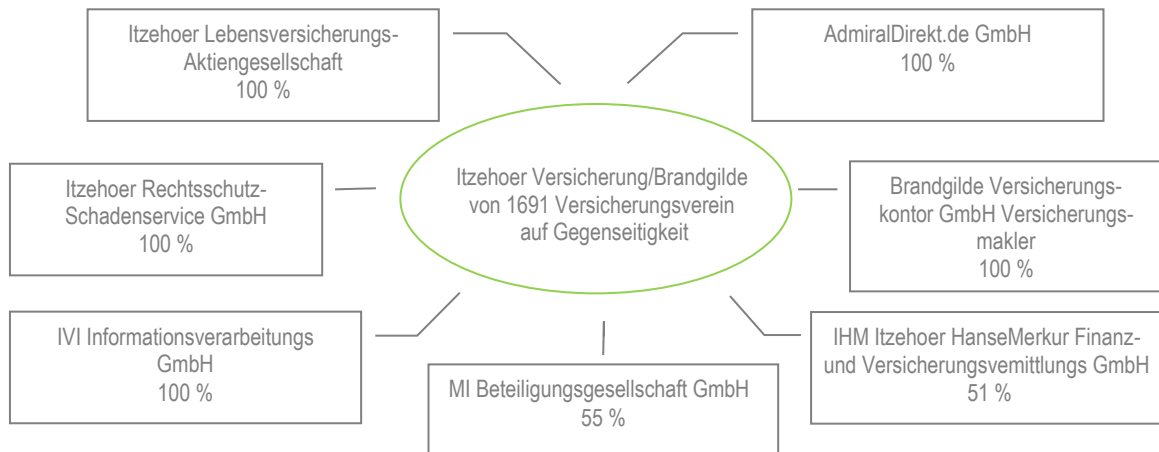 Itzehoer Lebensversicherungs-
Aktiengesellschaft
100 %
AdmiralDirekt.de GmbH
100 %
Itzehoer Rechtsschutz-
Schadenservice GmbH
100 %
Itzehoer Versicherung/Brandgilde
von 1691 Versicherungsverein
auf Gegenseitigkeit
Brandgilde Versicherungs-
kontor GmbH Versicherungs-
makler
100 %
IVI Informationsverarbeitungs
GmbH
100 %
MI Beteiligungsgesellschaft GmbH
55 %
IHM Itzehoer HanseMerkur Finanz-
und Versicherungsvemittlungs GmbH
51 %